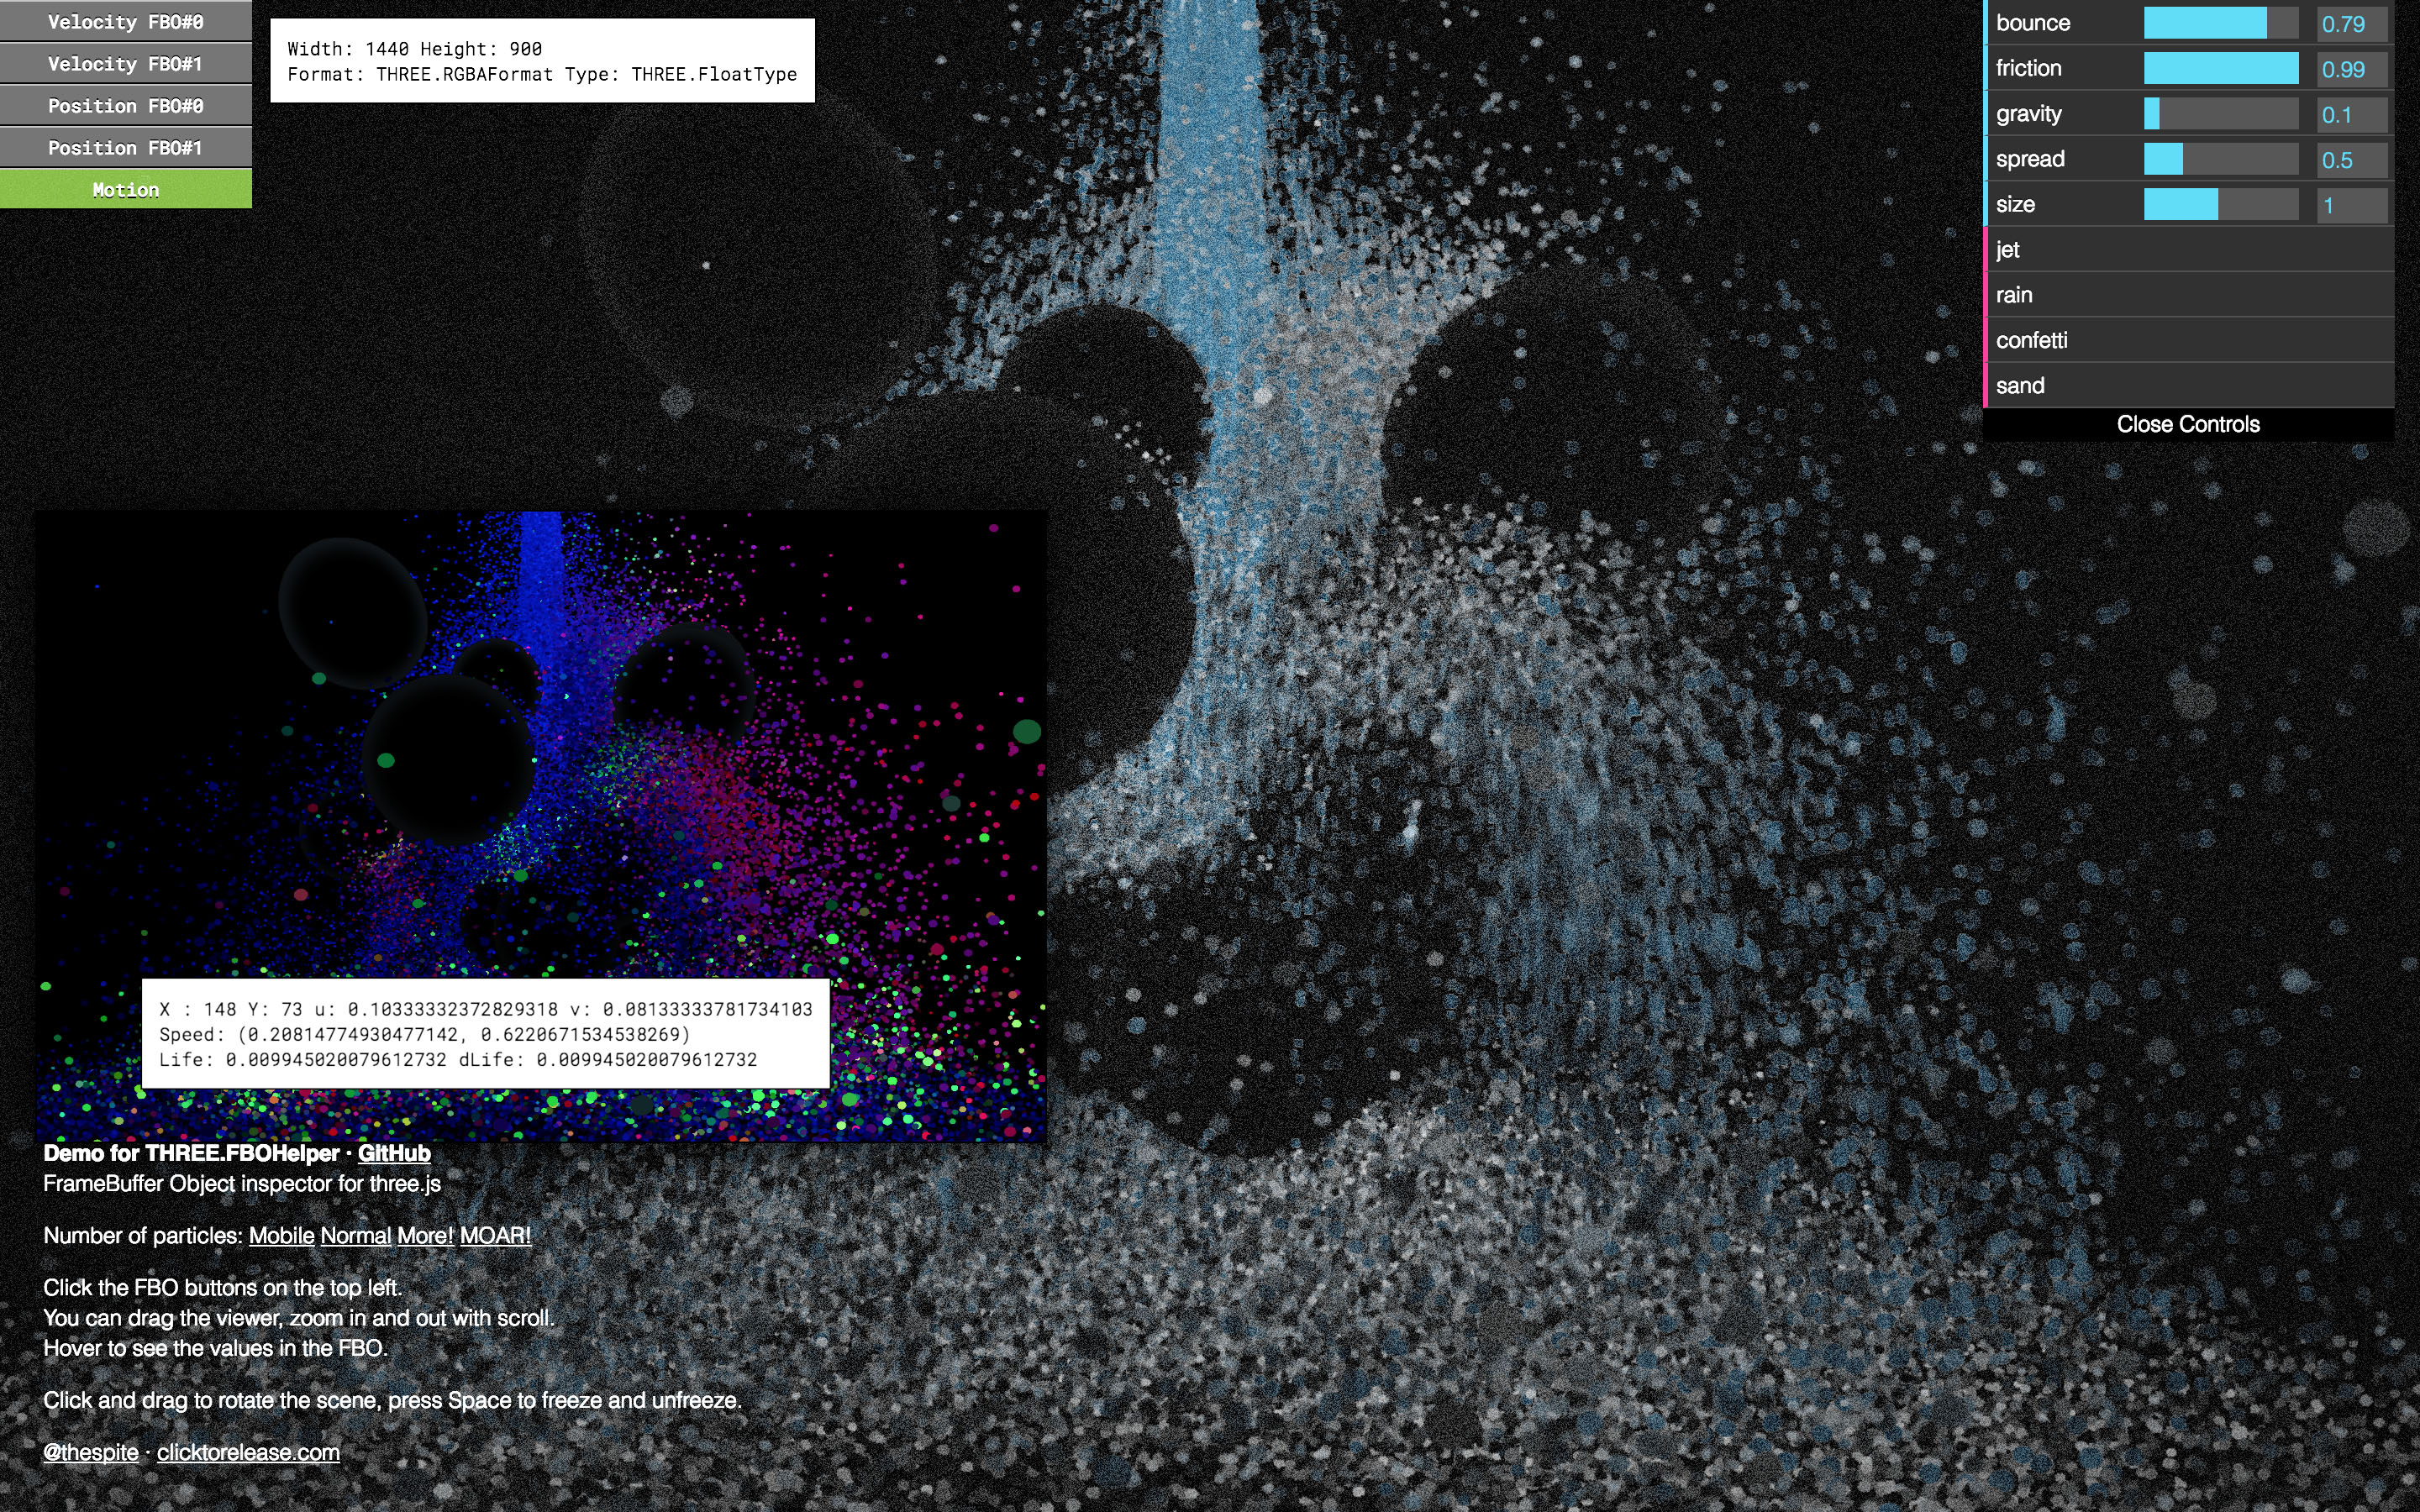 Velocity FBO#0
Velocity FBO#1
Position FBO#0
Position FBO#1
Motion
Width: 1440 Height: 900
Format: THREE.RGBAFormat Type: THREE.FloatType
bounce 0.79
friction 0.99
gravity 0.1
spread 0.5
size 1
jet
rain
confetti
sand
Close Controls
X : 148 Y: 73 u: 0.10333332372829318 v: 0.08133333781734103
Speed: (0.20814774930477142, 0.6220671534538269)
Life: 0.009945020079612732 dLife: 0.009945020079612732
Demo for THREE.FBOHelper · GitHub
FrameBuffer Object inspector for three.js
Number of particles: Mobile Normal More! MOAR!
Click the FBO buttons on the top left.
You can drag the viewer, zoom in and out with scroll.
Hover to see the values in the FBO.
Click and drag to rotate the scene, press Space to freeze and unfreeze.
@thespite · clicktorelease.com